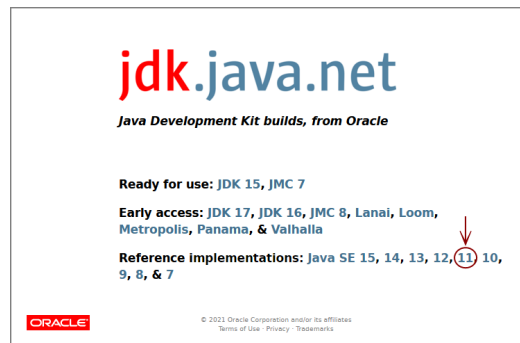 jdk.java.net
Java Development Kit builds, from Oracle
Ready for use: JDK 15, JMC 7
Early access: JDK 17, JDK 16, JMC 8, Lanai, Loom,
Metropolis, Panama, & Valhalla
Reference implementations: Java SE 15, 14, 13, 12, 11, 10,
9, 8, & 7
ORACLE
© 2021 Oracle Corporation and/or its affiliates
Terms of Use · Privacy · Trademarks